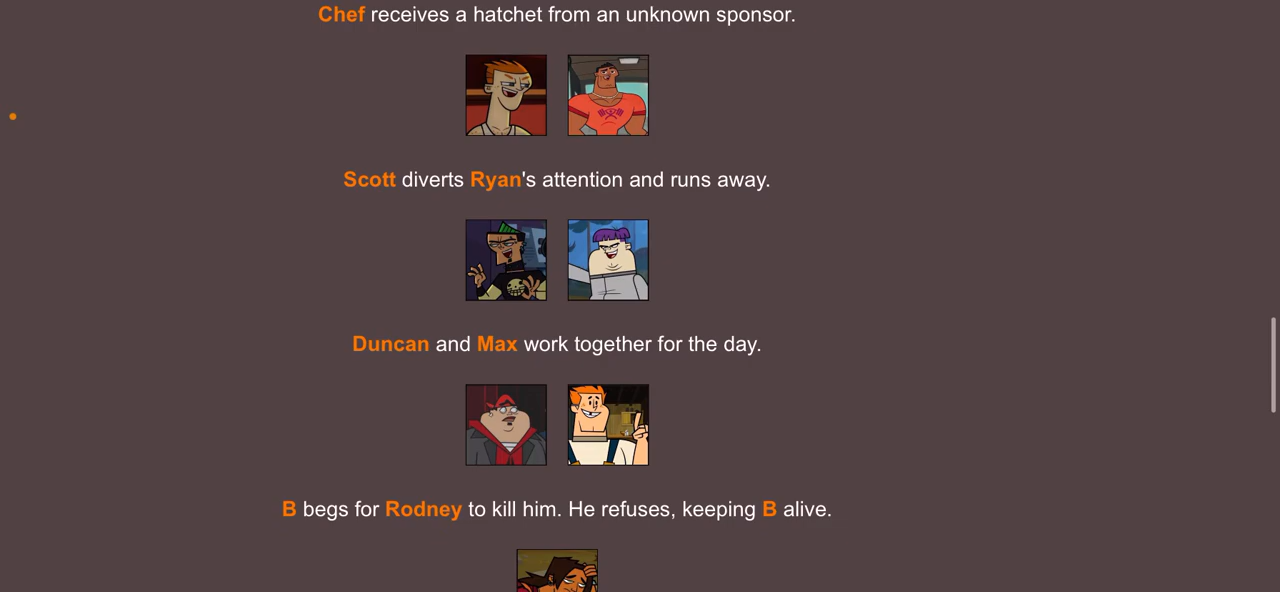 Chef receives a hatchet from an unknown sponsor.
Scott diverts Ryan's attention and runs away.
Duncan and Max work together for the day.
B begs for Rodney to kill him. He refuses, keeping B alive.